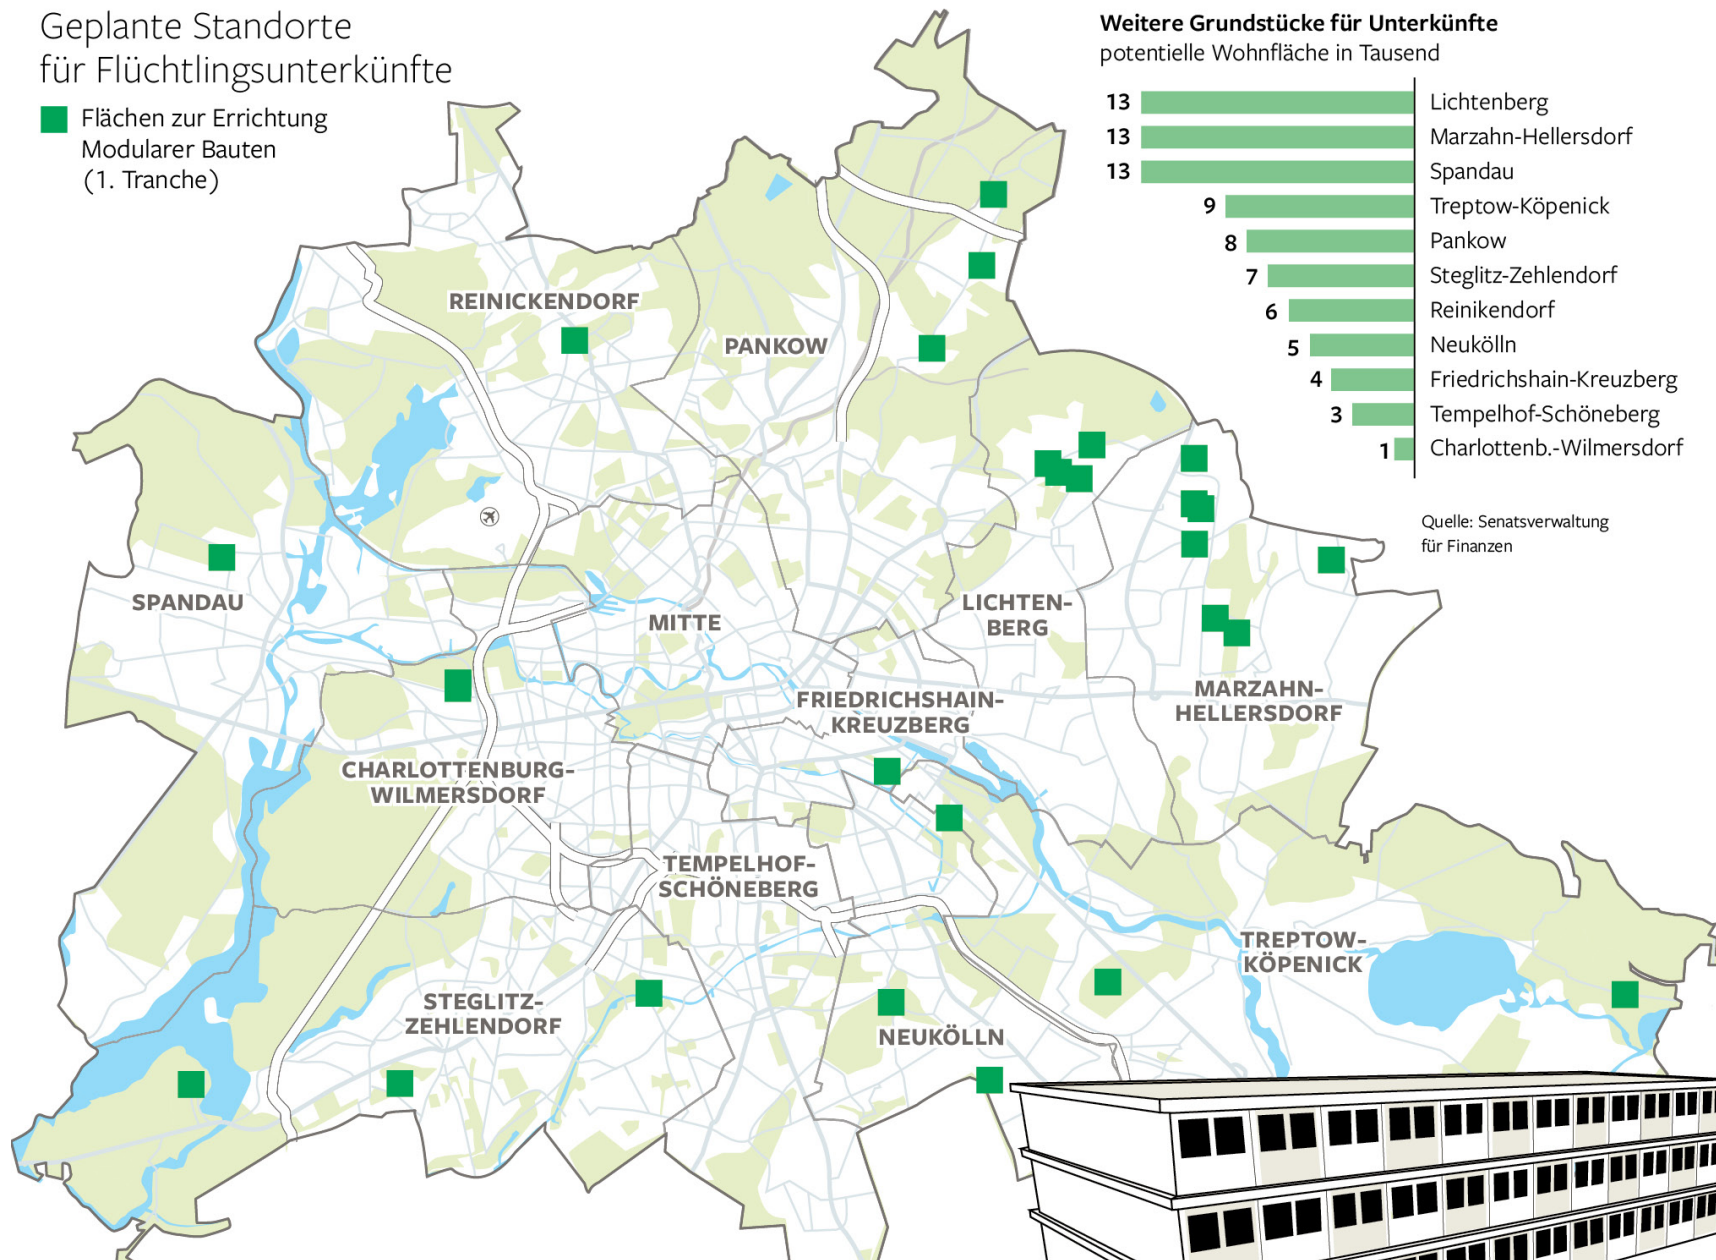 Geplante Standorte
für Flüchtlingsunterkünfte
Flächen zur Errichtung
Modularer Bauten
(1. Tranche)
Weitere Grundstücke für Unterkünfte
potentielle Wohnfläche in Tausend
13 Lichtenberg
13 Marzahn-Hellersdorf
13 Spandau
9 Treptow-Köpenick
8 Pankow
7 Steglitz-Zehlendorf
6 Reinikendorf
5 Neukölln
4 Friedrichshain-Kreuzberg
3 Tempelhof-Schöneberg
1 Charlottenb.-Wilmersdorf
Quelle: Senatsverwaltung
für Finanzen
REINICKENDORF
PANKOW
SPANDAU
MITTE
LICHTEN-
BERG
FRIEDRICHSHAIN-
KREUZBERG
MARZAHN-
HELLERSDORF
CHARLOTTENBURG-
WILMERSDORF
TEMPELHOF-
SCHÖNEBERG
TREPTOW-
KÖPENICK
STEGLITZ-
ZEHLENDORF
NEUKÖLLN